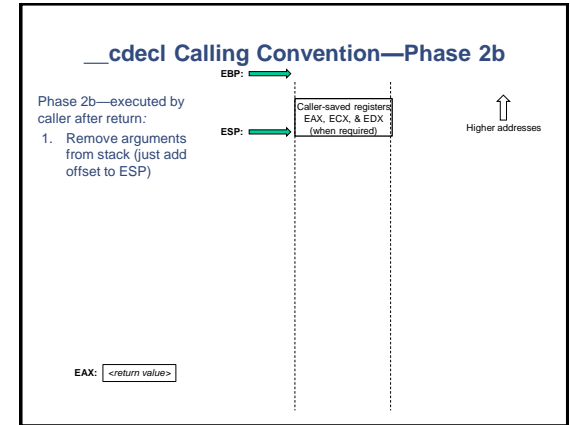 __cdecl Calling Convention—Phase 2b
EBP:
Phase 2b—executed by
caller after return:
1. Remove arguments
from stack (just add
offset to ESP)
ESP:
Caller-saved registers
EAX, ECX, & EDX
(when required)
Higher addresses
EAX: <return value>